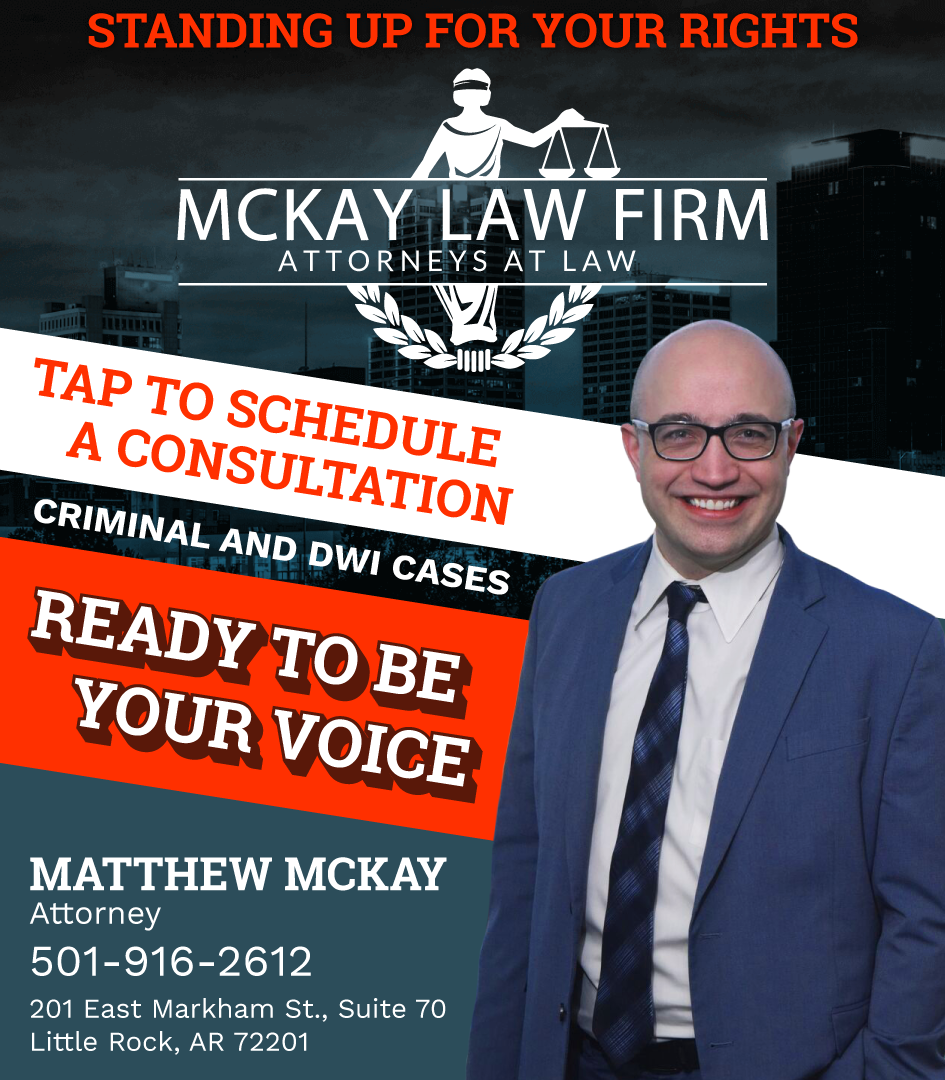 STANDING UP FOR YOUR RIGHTS
MCKAY LAW FIRM
ATTORNEYS AT LAW
TAP TO SCHEDULE
A CONSULTATION
CRIMINAL AND DWI CASES
READY TO BE
YOUR VOICE
MATTHEW MCKAY
Attorney
501-916-2612
201 East Markham St., Suite 70
Little Rock, AR 72201